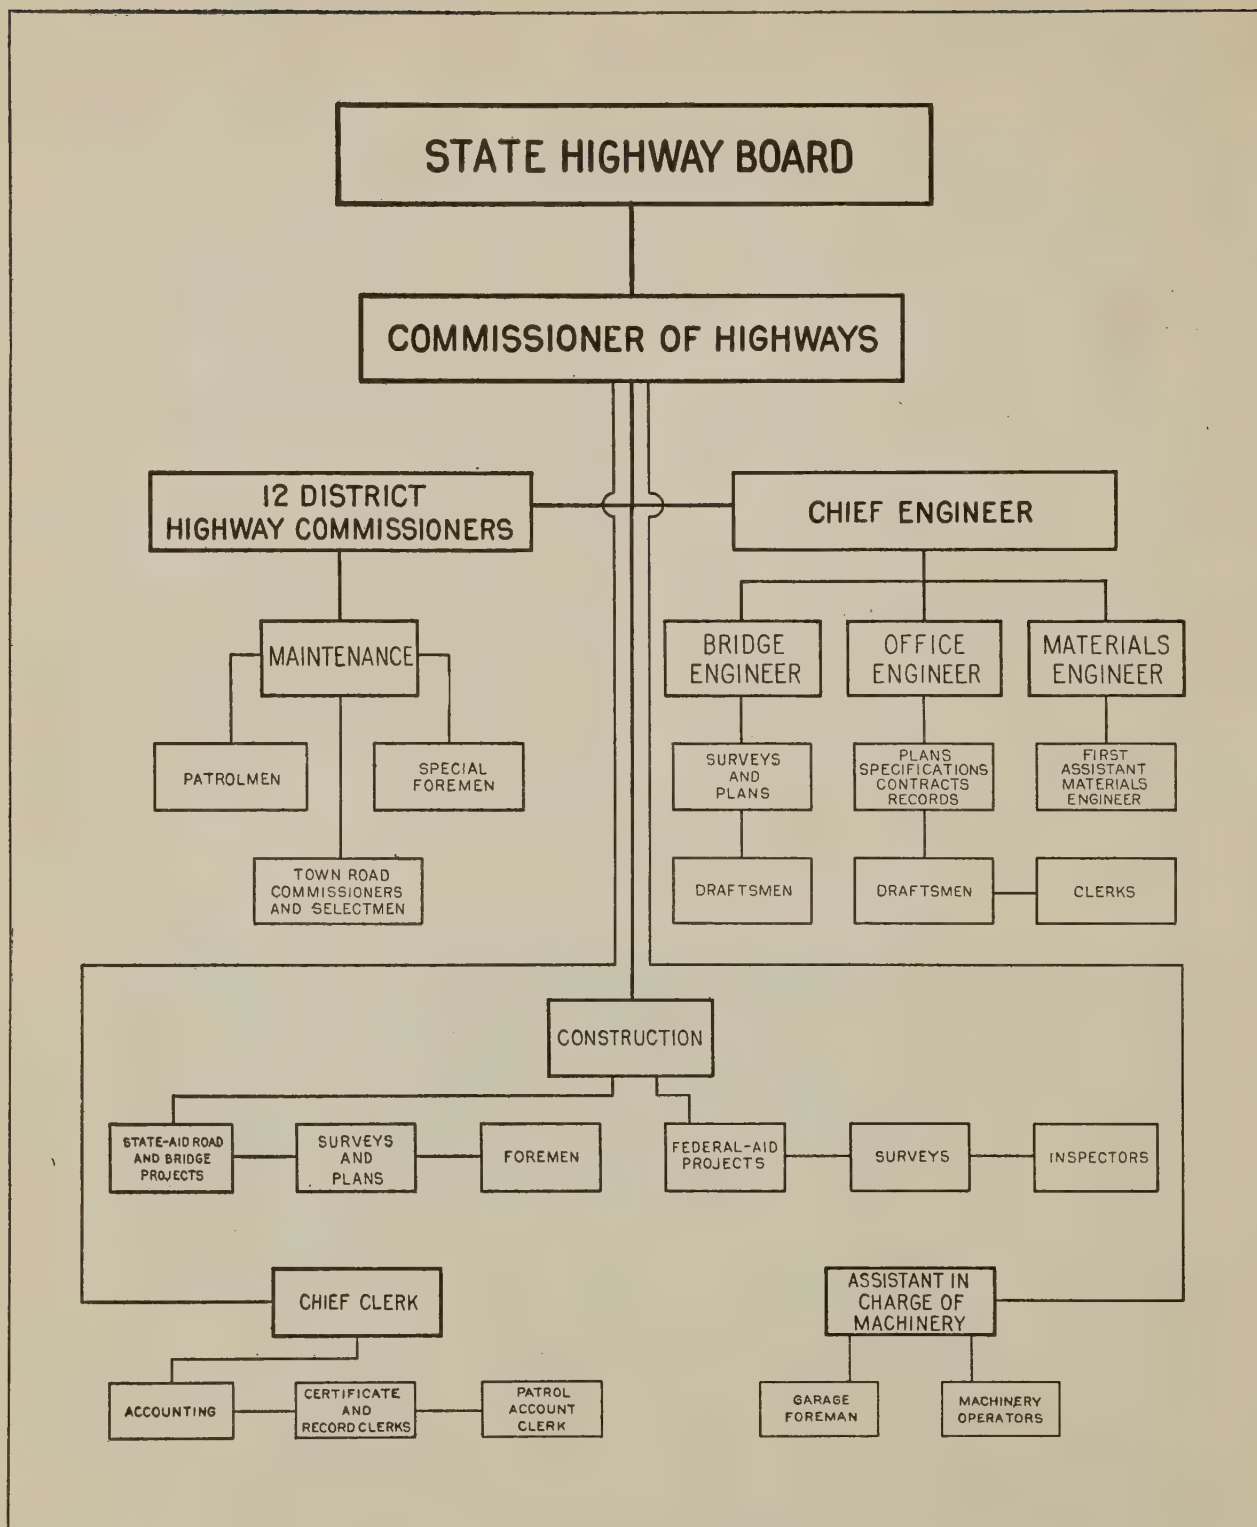 STATE HIGHWAY BOARD
COMMISSIONER OF HIGHWAYS
12 DISTRICT
HIGHWAY COMMISSIONERS
CHIEF ENGINEER
MAINTENANCE
BRIDGE
ENGINEER
OFFICE
ENGINEER
MATERIALS
ENGINEER
PATROLMEN
SPECIAL
FOREMEN
SURVEYS
AND
PLANS
PLANS
SPECIFICATIONS
CONTRACTS
RECORDS
FIRST
ASSISTANT
MATERIALS
ENGINEER
TOWN ROAD
COMMISSIONERS
AND SELECTMEN
DRAFTSMEN
DRAFTSMEN
CLERKS
CONSTRUCTION
STATE-AID ROAD
AND BRIDGE
PROJECTS
SURVEYS
AND
PLANS
FOREMEN
FEDERAL-AID
PROJECTS
SURVEYS
INSPECTORS
CHIEF CLERK
ASSISTANT IN
CHARGE OF
MACHINERY
ACCOUNTING
CERTIFICATE
AND
RECORD CLERKS
PATROL
ACCOUNT
CLERK
GARAGE
FOREMAN
MACHINERY
OPERATORS